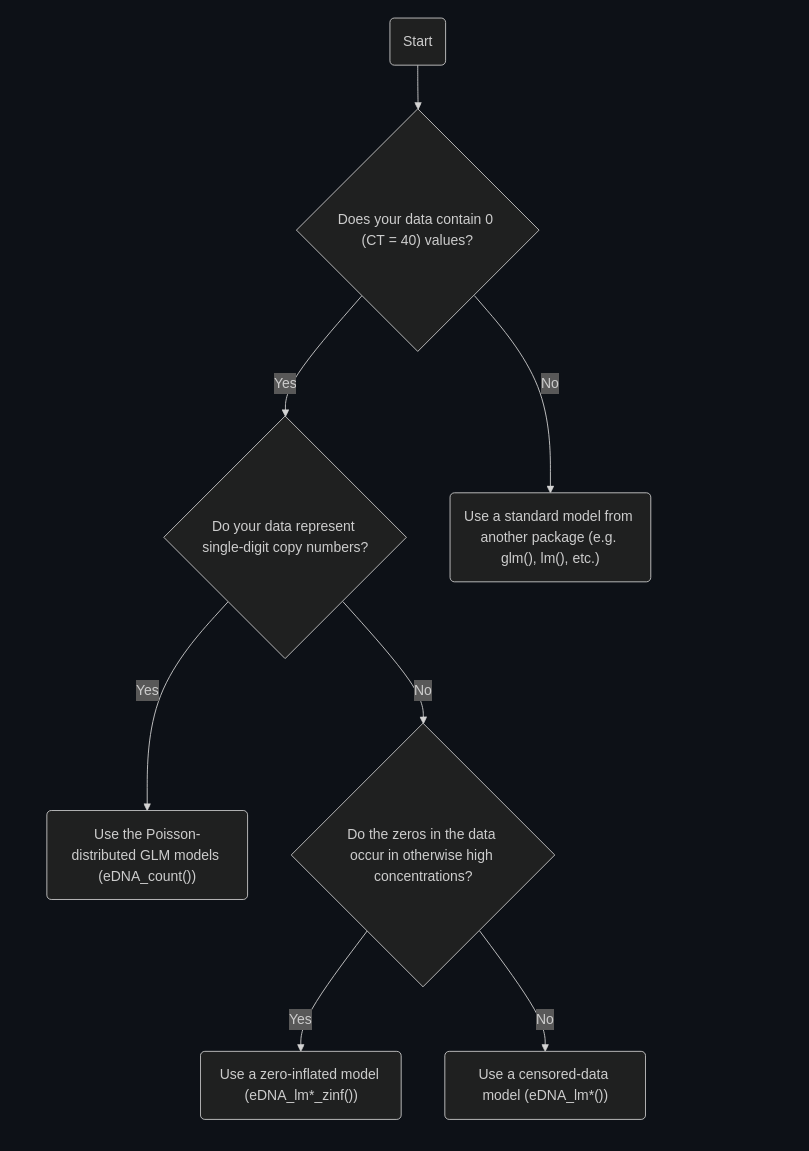 Start
Does your data contain 0
(CT = 40) values?
Yes
No
Do your data represent
single-digit copy numbers?
Use a standard model from
another package (e.g.
glm(), lm(), etc.)
Yes
No
Use the Poisson-
distributed GLM models
(eDNA_count())
Do the zeros in the data
occur in otherwise high
concentrations?
Yes
No
Use a zero-inflated model
(eDNA_lm*_zinf())
Use a censored-data
model (eDNA_lm*())